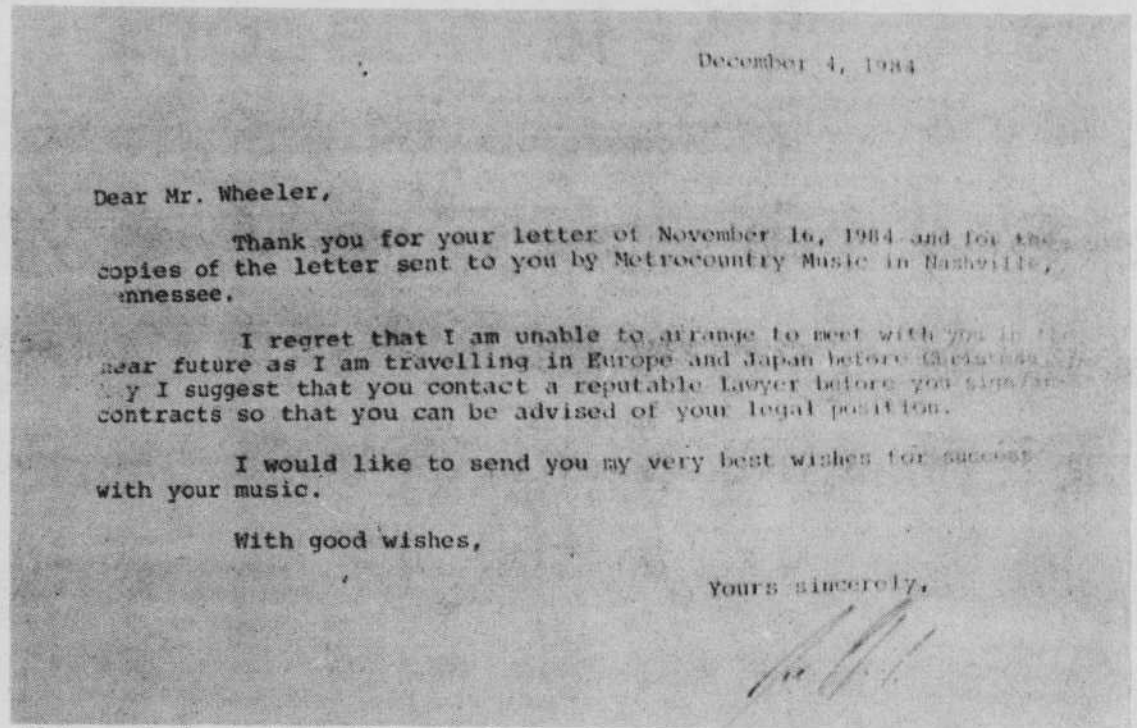 December 4, 1984
Dear Mr. Wheeler,
Thank you for your letter of November 16, 1984 and for the
copies of the letter sent to you by Metrocountry Music in Nashville,
nnessee.
I regret that I am unable to arrange to meet with you in the
near future as I am travelling in Europe and Japan before Christmas.
y I suggest that you contact a reputable lawyer before you sign
contracts so that you can be advised of your legal position.
I would like to send you my very best wishes for success
with your music.
With good wishes,
Yours sincerely,